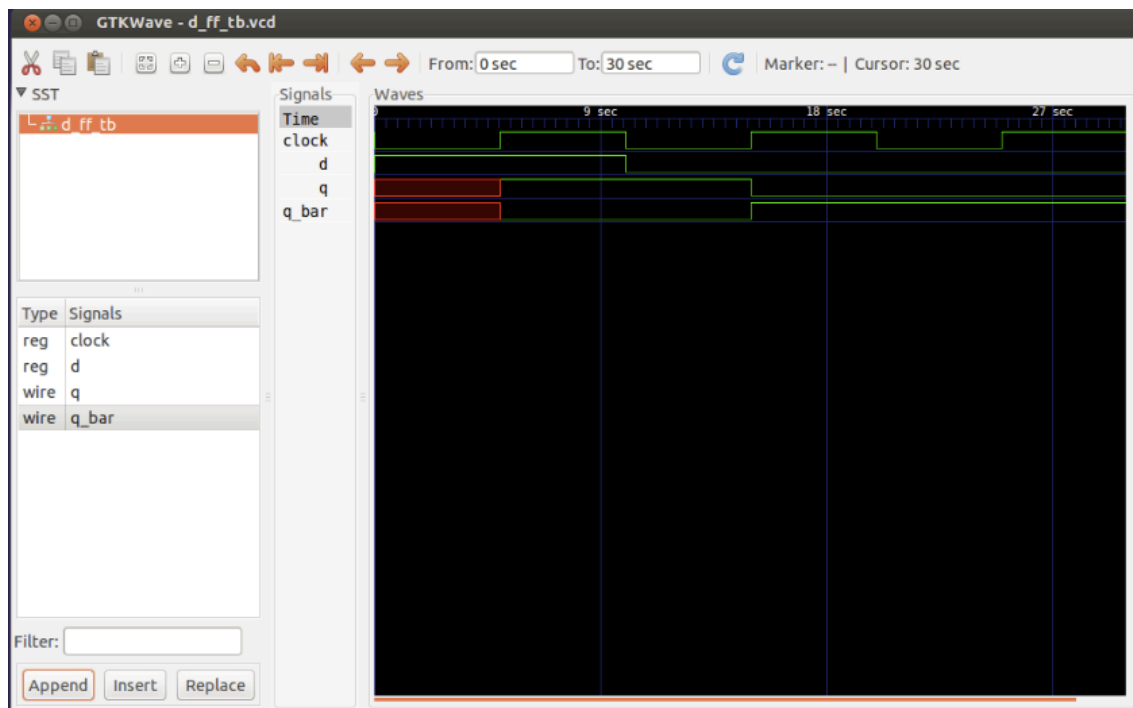 GTKWave - d_ff_tb.vcd
From: 0 sec To: 30 sec Marker: -- | Cursor: 30 sec
SST
d_ff_tb
Type Signals
reg clock
reg d
wire q
wire q_bar
Filter:
Append Insert Replace
Signals
Time
clock
d
q
q_bar
Waves
0 9 sec 18 sec 27 sec